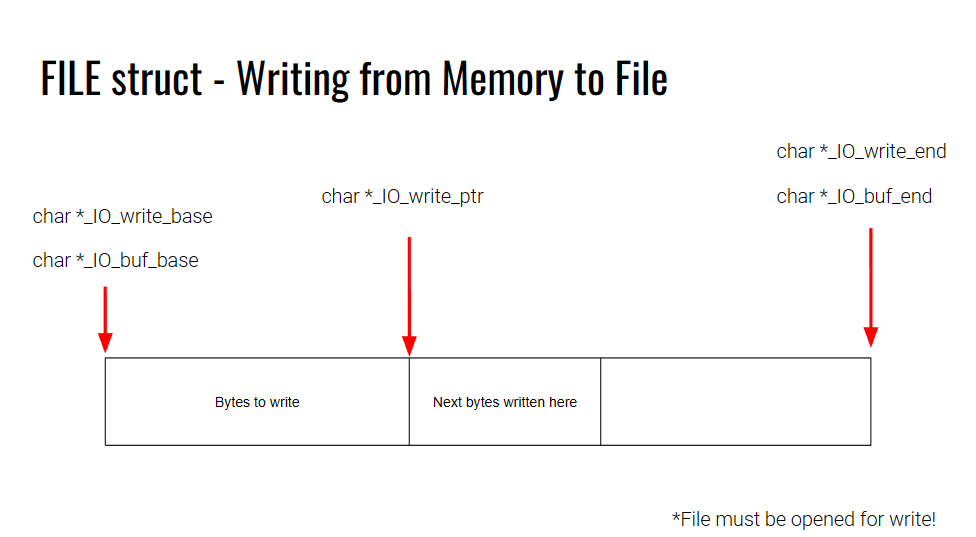 FILE struct - Writing from Memory to File
char *_IO_write_end
char *_IO_write_ptr
char *_IO_buf_end
char *_IO_write_base
char *_IO_buf_base
Bytes to write
Next bytes written here
*File must be opened for write!